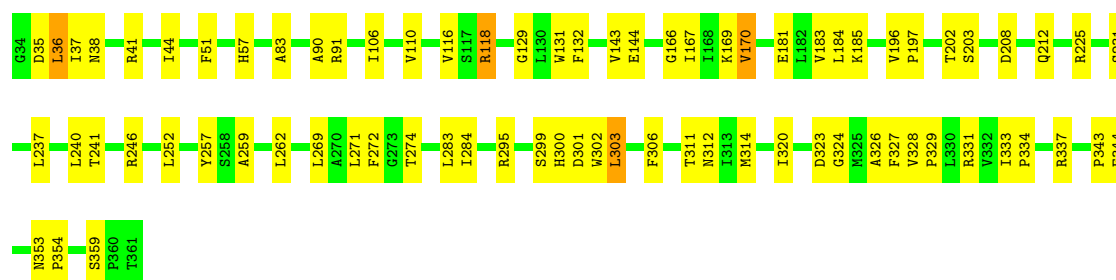 G34 D35 L36 I37 N38 R41 I44 F51 H57 A83 A90 R91 I106 V110 V116 S117 R118 G129 L130 W131 F132 V143 E144 G166 I167 I168 K169 V170 E181 L182 V183 L184 K185 V196 P197 T202 S203 D208 Q212 R225
L237 L240 T241 R246 L252 Y257 S258 A259 L262 L269 A270 L271 F272 G273 T274 L283 I284 R295 S299 H300 D301 W302 L303 F306 T311 N312 I313 M314 I320 D323 G324 M325 A326 F327 V328 P329 L330 R331 V332 I333 P334 R337 P343
N353 P354 S359 P360 T361